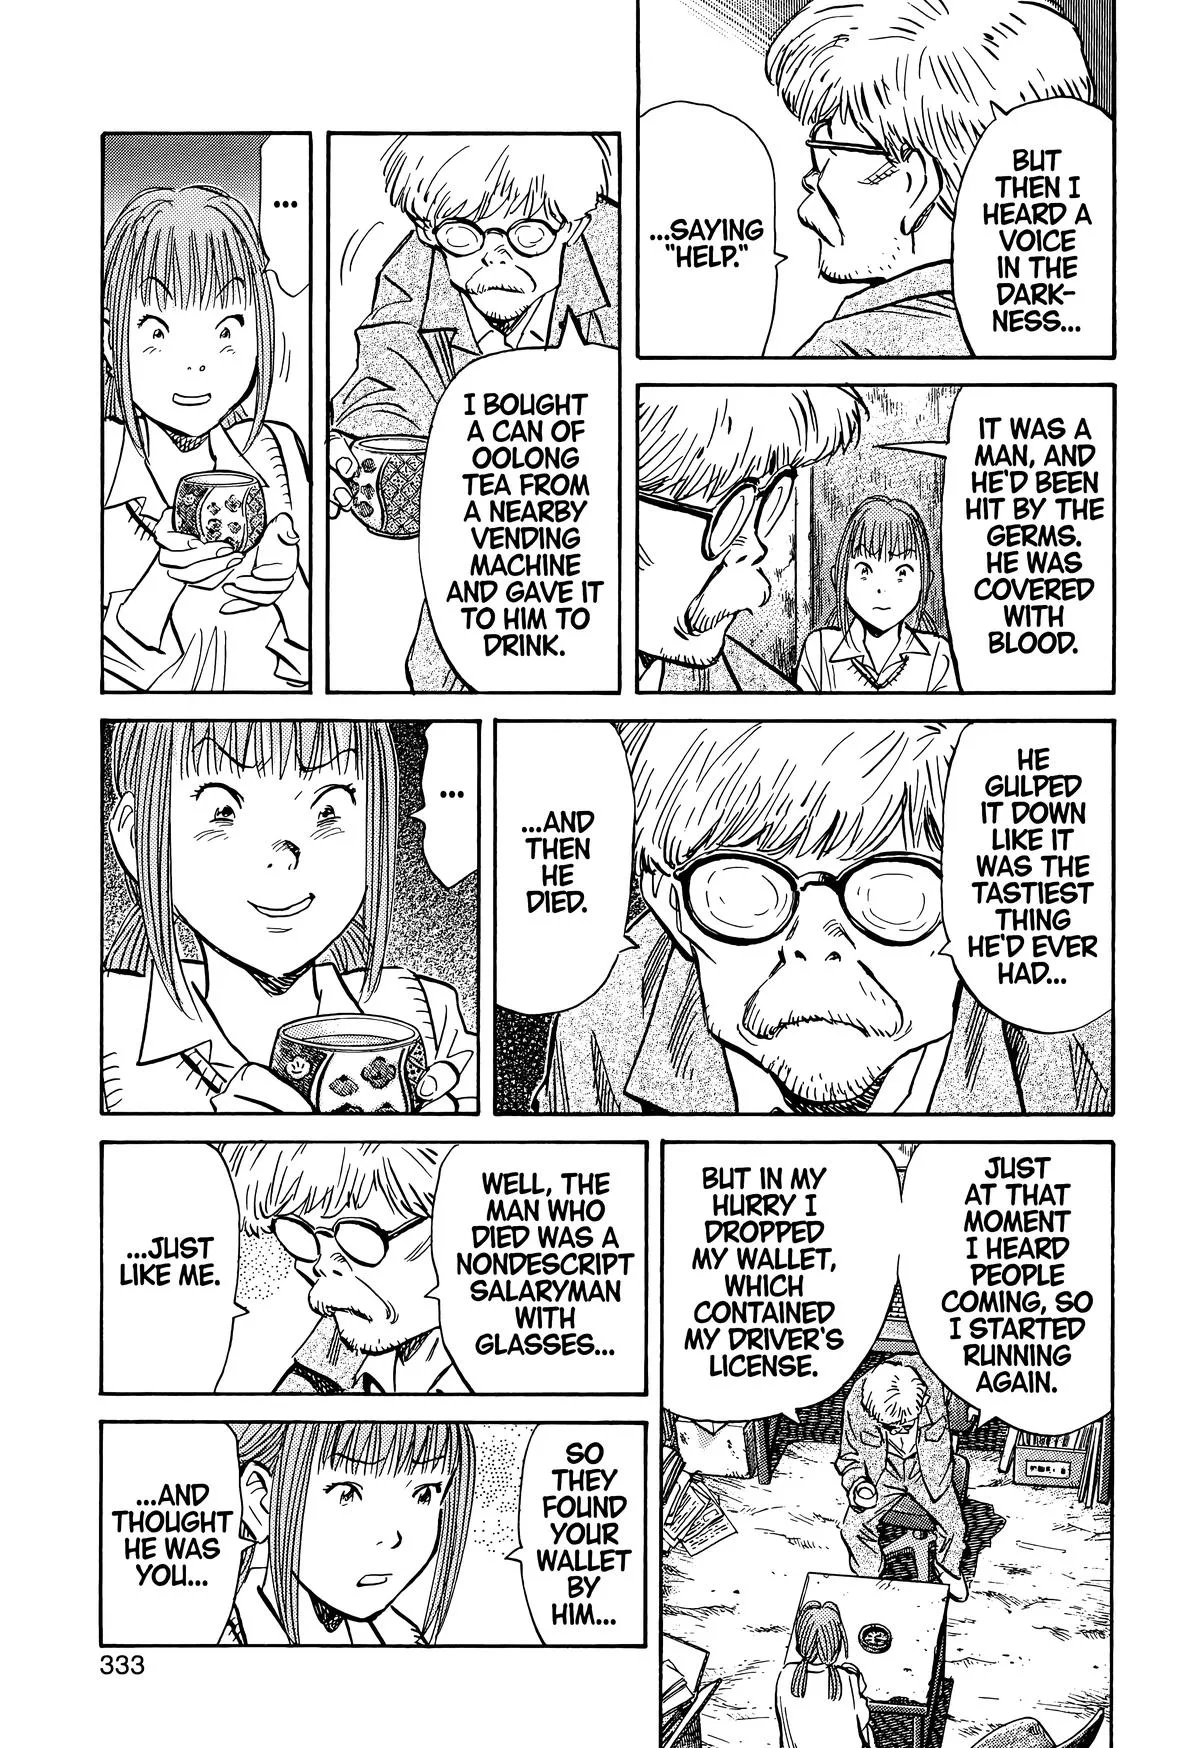 BUT
THEN I
HEARD A
VOICE
IN THE
DARK-
NESS...
...SAYING
"HELP."
IT WAS A
MAN, AND
HE'D BEEN
HIT BY THE
GERMS.
HE WAS
COVERED
WITH
BLOOD.
I BOUGHT
A CAN OF
OOLONG
TEA FROM
A NEARBY
VENDING
MACHINE
AND GAVE IT
TO HIM TO
DRINK.
...
HE
GULPED
IT DOWN
LIKE IT
WAS THE
TASTIEST
THING
HE'D EVER
HAD...
...AND
THEN
HE
DIED.
...
JUST
AT THAT
MOMENT
I HEARD
PEOPLE
COMING, SO
I STARTED
RUNNING
AGAIN.
BUT IN MY
HURRY I
DROPPED
MY WALLET,
WHICH
CONTAINED
MY DRIVER'S
LICENSE.
WELL, THE
MAN WHO
DIED WAS A
NONDESCRIPT
SALARYMAN
WITH
GLASSES...
...JUST
LIKE ME.
SO
THEY
FOUND
YOUR
WALLET
BY
HIM...
...AND
THOUGHT
HE WAS
YOU...
333